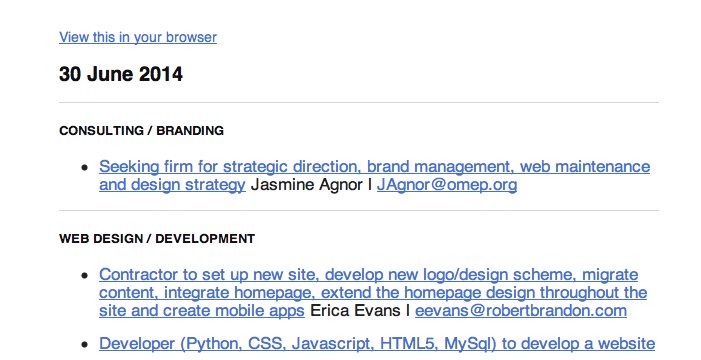 View this in your browser
30 June 2014
CONSULTING / BRANDING
• Seeking firm for strategic direction, brand management, web maintenance
and design strategy Jasmine Agnor I JAgnor@omep.org
WEB DESIGN / DEVELOPMENT
• Contractor to set up new site, develop new logo/design scheme, migrate
content, integrate homepage, extend the homepage design throughout the
site and create mobile apps Erica Evans I eevans@robertbrandon.com
• Developer (Python, CSS, Javascript, HTML5, MySql) to develop a website